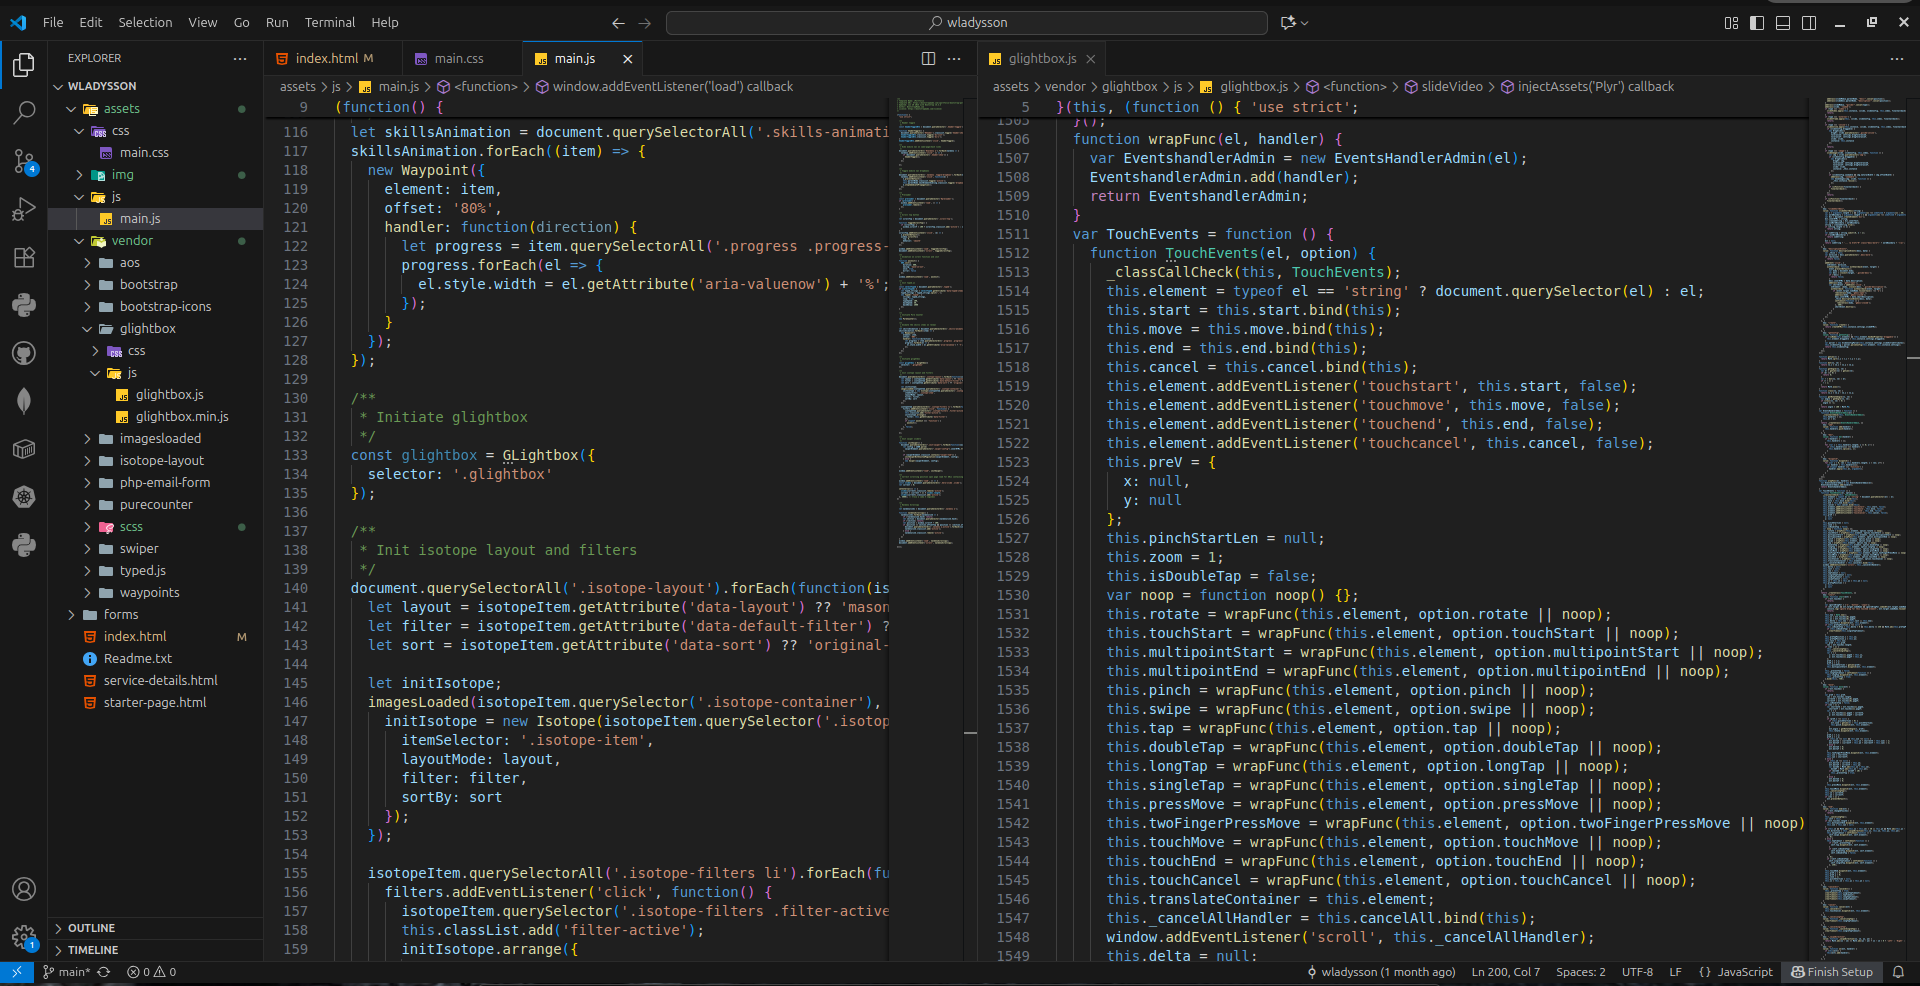 File Edit Selection View Go Run Terminal Help
wladysson
EXPLORER
WLADYSSON
assets
css
main.css
img
js
main.js
vendor
aos
bootstrap
bootstrap-icons
glightbox
css
js
glightbox.js
glightbox.min.js
imagesloaded
isotope-layout
php-email-form
purecounter
scss
swiper
typed.js
waypoints
forms
index.html M
Readme.txt
service-details.html
starter-page.html
OUTLINE
TIMELINE
4
1
index.html M main.css main.js
assets > js > main.js > <function> > window.addEventListener('load') callback
9 (function() {
116 let skillsAnimation = document.querySelectorAll('.skills-animati
117 skillsAnimation.forEach((item) => {
118 new Waypoint({
119 element: item,
120 offset: '80%',
121 handler: function(direction) {
122 let progress = item.querySelectorAll('.progress .progress-
123 progress.forEach(el => {
124 el.style.width = el.getAttribute('aria-valuenow') + '%';
125 });
126 }
127 });
128 });
129
130 /**
131 * Initiate glightbox
132 */
133 const glightbox = GLightbox({
134 selector: '.glightbox'
135 });
136
137 /**
138 * Init isotope layout and filters
139 */
140 document.querySelectorAll('.isotope-layout').forEach(function(is
141 let layout = isotopeItem.getAttribute('data-layout') ?? 'mason
142 let filter = isotopeItem.getAttribute('data-default-filter') ?
143 let sort = isotopeItem.getAttribute('data-sort') ?? 'original-
144
145 let initIsotope;
146 imagesLoaded(isotopeItem.querySelector('.isotope-container'),
147 initIsotope = new Isotope(isotopeItem.querySelector('.isotop
148 itemSelector: '.isotope-item',
149 layoutMode: layout,
150 filter: filter,
151 sortBy: sort
152 });
153 });
154
155 isotopeItem.querySelectorAll('.isotope-filters li').forEach(fu
156 filters.addEventListener('click', function() {
157 isotopeItem.querySelector('.isotope-filters .filter-active
158 this.classList.add('filter-active');
159 initIsotope.arrange({
glightbox.js
assets > vendor > glightbox > js > glightbox.js > <function> > slideVideo > injectAssets('Plyr') callback
5 }(this, (function () { 'use strict';
1505 }();
1506 function wrapFunc(el, handler) {
1507 var EventshandlerAdmin = new EventsHandlerAdmin(el);
1508 EventshandlerAdmin.add(handler);
1509 return EventshandlerAdmin;
1510 }
1511 var TouchEvents = function () {
1512 function TouchEvents(el, option) {
1513 _classCallCheck(this, TouchEvents);
1514 this.element = typeof el == 'string' ? document.querySelector(el) : el;
1515 this.start = this.start.bind(this);
1516 this.move = this.move.bind(this);
1517 this.end = this.end.bind(this);
1518 this.cancel = this.cancel.bind(this);
1519 this.element.addEventListener('touchstart', this.start, false);
1520 this.element.addEventListener('touchmove', this.move, false);
1521 this.element.addEventListener('touchend', this.end, false);
1522 this.element.addEventListener('touchcancel', this.cancel, false);
1523 this.preV = {
1524 x: null,
1525 y: null
1526 };
1527 this.pinchStartLen = null;
1528 this.zoom = 1;
1529 this.isDoubleTap = false;
1530 var noop = function noop() {};
1531 this.rotate = wrapFunc(this.element, option.rotate || noop);
1532 this.touchStart = wrapFunc(this.element, option.touchStart || noop);
1533 this.multipointStart = wrapFunc(this.element, option.multipointStart || noop);
1534 this.multipointEnd = wrapFunc(this.element, option.multipointEnd || noop);
1535 this.pinch = wrapFunc(this.element, option.pinch || noop);
1536 this.swipe = wrapFunc(this.element, option.swipe || noop);
1537 this.tap = wrapFunc(this.element, option.tap || noop);
1538 this.doubleTap = wrapFunc(this.element, option.doubleTap || noop);
1539 this.longTap = wrapFunc(this.element, option.longTap || noop);
1540 this.singleTap = wrapFunc(this.element, option.singleTap || noop);
1541 this.pressMove = wrapFunc(this.element, option.pressMove || noop);
1542 this.twoFingerPressMove = wrapFunc(this.element, option.twoFingerPressMove || noop)
1543 this.touchMove = wrapFunc(this.element, option.touchMove || noop);
1544 this.touchEnd = wrapFunc(this.element, option.touchEnd || noop);
1545 this.touchCancel = wrapFunc(this.element, option.touchCancel || noop);
1546 this.translateContainer = this.element;
1547 this._cancelAllHandler = this.cancelAll.bind(this);
1548 window.addEventListener('scroll', this._cancelAllHandler);
1549 this.delta = null;
main* 0 0 wladysson (1 month ago) Ln 200, Col 7 Spaces: 2 UTF-8 LF {} JavaScript Finish Setup